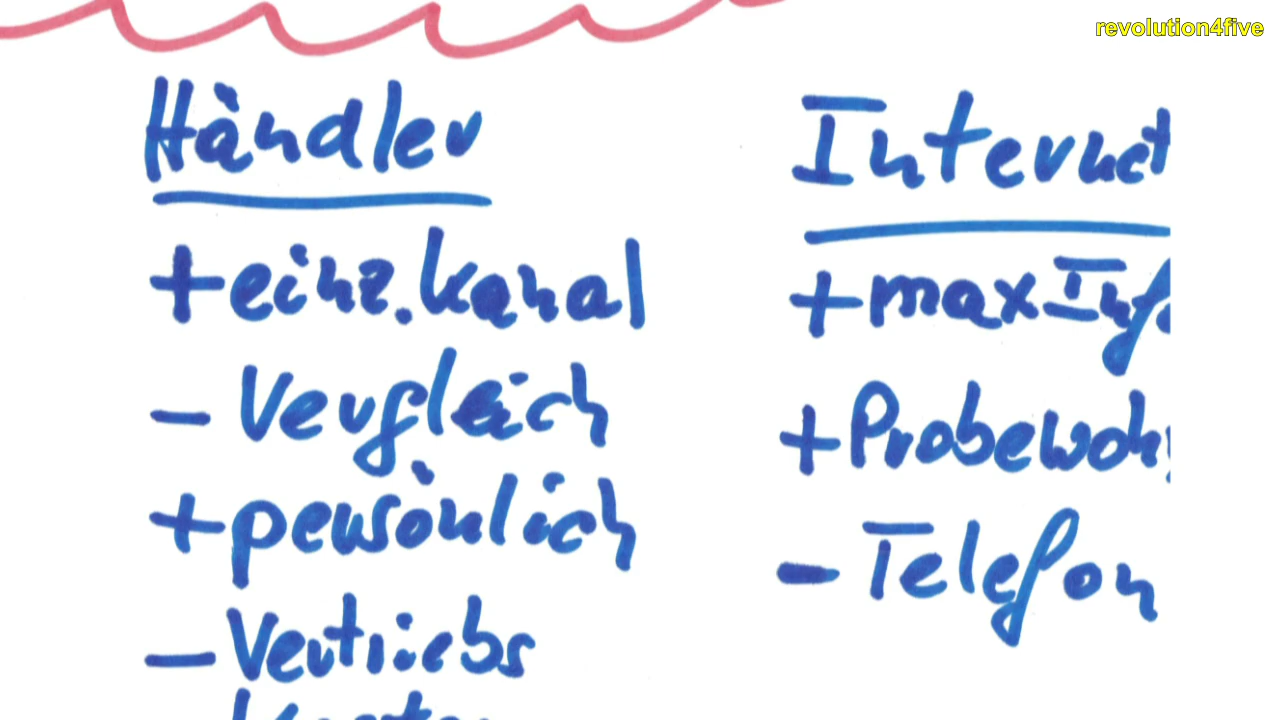 revolution4five
Händler
+ einz. kanal
- Vergleich
+ persönlich
- Vertriebs
Internet
+ max Inf
+ Probewoh
- Telefon